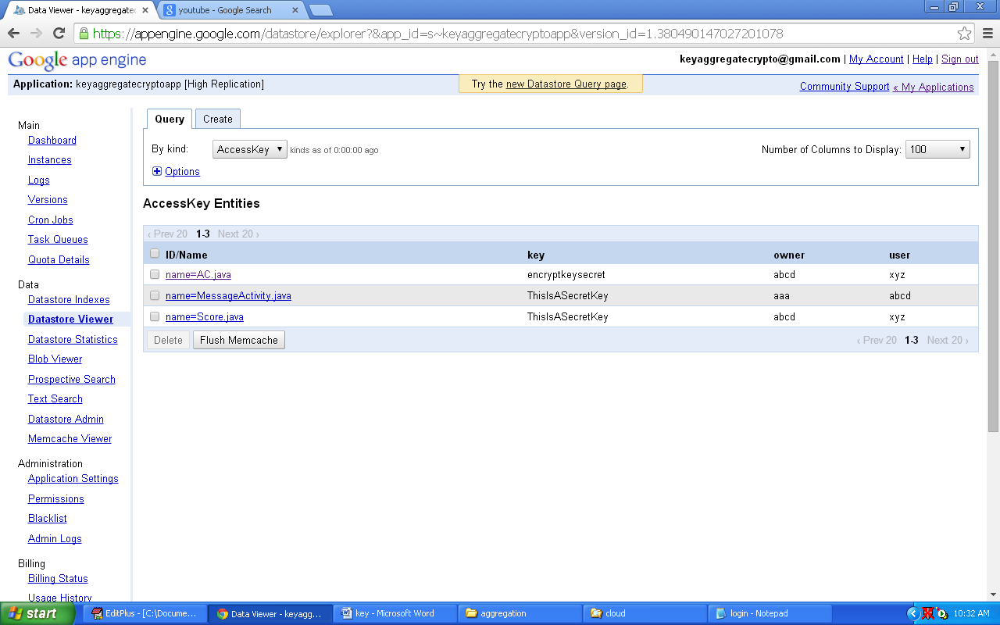 Data Viewer - keyaggregatec
youtube - Google Search
https://appengine.google.com/datastore/explorer?&app_id=s~keyaggregatecryptoapp&version_id=1.380490147027201078
Google app engine
keyaggregatecrypto@gmail.com | My Account | Help | Sign out
Application: keyaggregatecryptoapp [High Replication]
Try the new Datastore Query page.
Community Support « My Applications
Main
Dashboard
Instances
Logs
Versions
Cron Jobs
Task Queues
Quota Details
Data
Datastore Indexes
Datastore Viewer
Datastore Statistics
Blob Viewer
Prospective Search
Text Search
Datastore Admin
Memcache Viewer
Administration
Application Settings
Permissions
Blacklist
Admin Logs
Billing
Billing Status
Usage History
Query Create
By kind: AccessKey kinds as of 0:00:00 ago
Number of Columns to Display: 100
Options
AccessKey Entities
‹ Prev 20 1-3 Next 20 ›
ID/Name key owner user
name=AC.java encryptkeysecret abcd xyz
name=MessageActivity.java ThisIsASecretKey aaa abcd
name=Score.java ThisIsASecretKey abcd xyz
Delete Flush Memcache
‹ Prev 20 1-3 Next 20 ›
start
EditPlus - [C:\Docume...
Data Viewer - keyagg...
key - Microsoft Word
aggregation
cloud
login - Notepad
10:32 AM